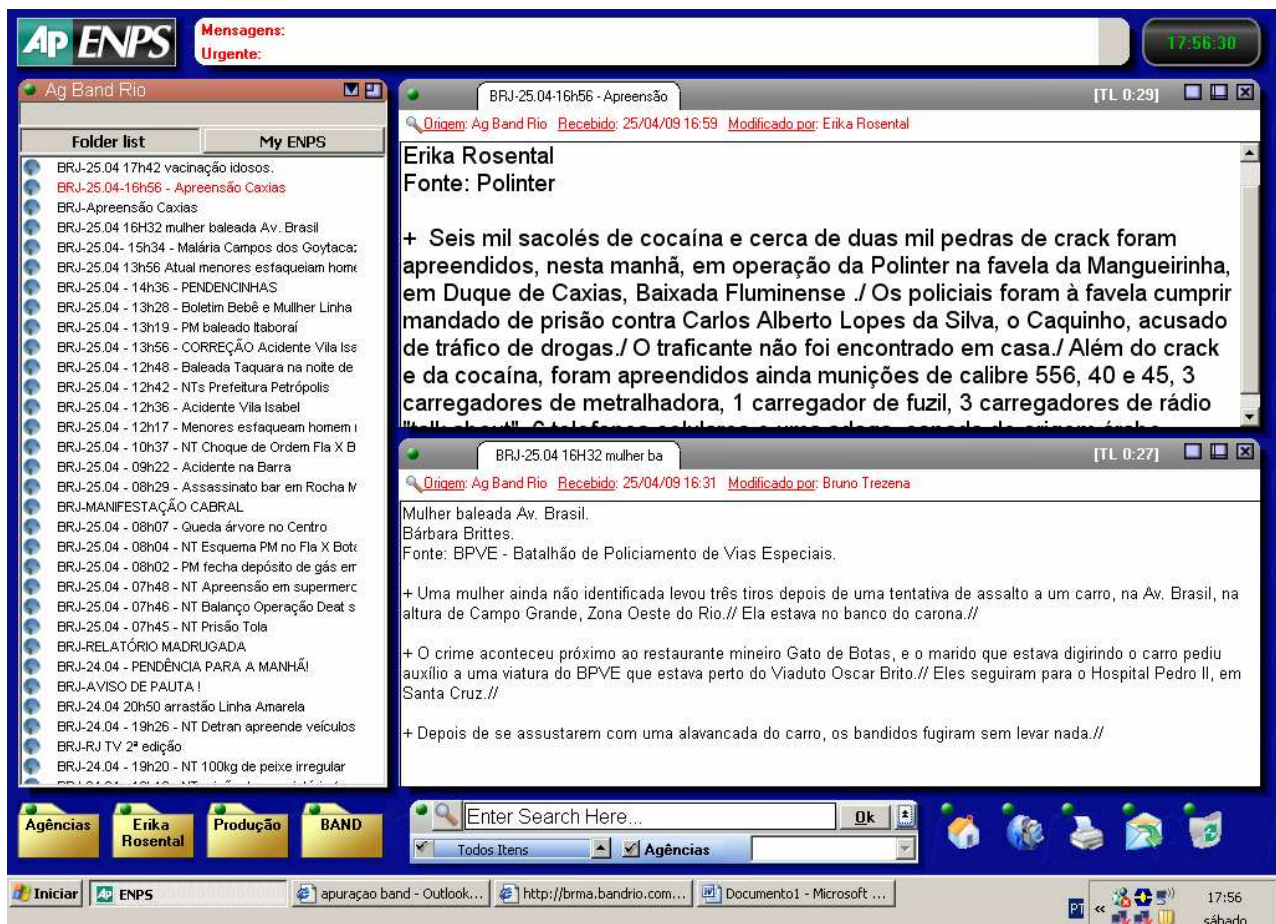 AP ENPS
Mensagens:
Urgente:
17:56:30
Ag Band Rio
Folder list
My ENPS
BRJ-25.04 17h42 vacinação idosos.
BRJ-25.04-16h56 - Apreensão Caxias
BRJ-Apreensão Caxias
BRJ-25.04 16H32 mulher baleada Av. Brasil
BRJ-25.04- 15h34 - Malária Campos dos Goytaca
BRJ-25.04 13h56 Atual menores esfaqueiam home
BRJ-25.04 - 14h36 - PENDENCINHAS
BRJ-25.04 - 13h28 - Boletim Bebê e Mullher Linha
BRJ-25.04 - 13h19 - PM baleado Itaboraí
BRJ-25.04 - 13h56 - CORREÇÃO Acidente Vila Isa
BRJ-25.04 - 12h48 - Baleada Taquara na noite de
BRJ-25.04 - 12h42 - NTs Prefeitura Petrópolis
BRJ-25.04 - 12h36 - Acidente Vila Isabel
BRJ-25.04 - 12h17 - Menores esfaqueam homem
BRJ-25.04 - 10h37 - NT Choque de Ordem Fla X B
BRJ-25.04 - 09h22 - Acidente na Barra
BRJ-25.04 - 08h29 - Assassinato bar em Rocha M
BRJ-MANIFESTAÇÃO CABRAL
BRJ-25.04 - 08h07 - Queda árvore no Centro
BRJ-25.04 - 08h04 - NT Esquema PM no Fla X Bot
BRJ-25.04 - 08h02 - PM fecha depósito de gás em
BRJ-25.04 - 07h48 - NT Apreensão em supermerc
BRJ-25.04 - 07h46 - NT Balanço Operação Deat s
BRJ-25.04 - 07h45 - NT Prisão Tola
BRJ-RELATÓRIO MADRUGADA
BRJ-24.04 - PENDÊNCIA PARA A MANHÃ!
BRJ-AVISO DE PAUTA !
BRJ-24.04 20h50 arrastão Linha Amarela
BRJ-24.04 - 19h26 - NT Detran apreende veículos
BRJ-RJ TV 2ª edição
BRJ-24.04 - 19h20 - NT 100kg de peixe irregular
BRJ-25.04-16h56 - Apreensão
[TL 0:29]
Origem: Ag Band Rio Recebido: 25/04/09 16:59 Modificado por: Erika Rosental
Erika Rosental
Fonte: Polinter
+ Seis mil sacolés de cocaína e cerca de duas mil pedras de crack foram
apreendidos, nesta manhã, em operação da Polinter na favela da Mangueirinha,
em Duque de Caxias, Baixada Fluminense ./ Os policiais foram à favela cumprir
mandado de prisão contra Carlos Alberto Lopes da Silva, o Caquinho, acusado
de tráfico de drogas./ O traficante não foi encontrado em casa./ Além do crack
e da cocaína, foram apreendidos ainda munições de calibre 556, 40 e 45, 3
carregadores de metralhadora, 1 carregador de fuzil, 3 carregadores de rádio
"talk about", 6 telefones celulares e uma adaga, sapada de origem árabe
BRJ-25.04 16H32 mulher ba
[TL 0:27]
Origem: Ag Band Rio Recebido: 25/04/09 16:31 Modificado por: Bruno Trezena
Mulher baleada Av. Brasil.
Bárbara Brittes.
Fonte: BPVE - Batalhão de Policiamento de Vias Especiais.
+ Uma mulher ainda não identificada levou três tiros depois de uma tentativa de assalto a um carro, na Av. Brasil, na
altura de Campo Grande, Zona Oeste do Rio.// Ela estava no banco do carona.//
+ O crime aconteceu próximo ao restaurante mineiro Gato de Botas, e o marido que estava digirindo o carro pediu
auxílio a uma viatura do BPVE que estava perto do Viaduto Oscar Brito.// Eles seguiram para o Hospital Pedro II, em
Santa Cruz.//
+ Depois de se assustarem com uma alavancada do carro, os bandidos fugiram sem levar nada.//
Agências
Erika
Rosental
Produção
BAND
Enter Search Here...
Ok
Todos Itens
Agências
Iniciar
AP ENPS
apuraçao band - Outlook...
http://brma.bandrio.com...
Documento1 - Microsoft ...
PT
«
17:56
sábado